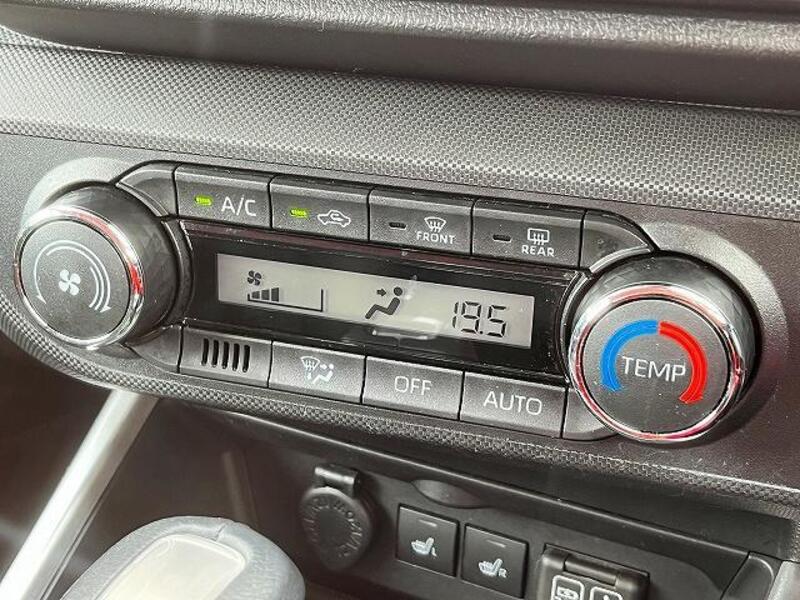 A/C
FRONT
REAR
19.5
OFF
AUTO
TEMP
L
R